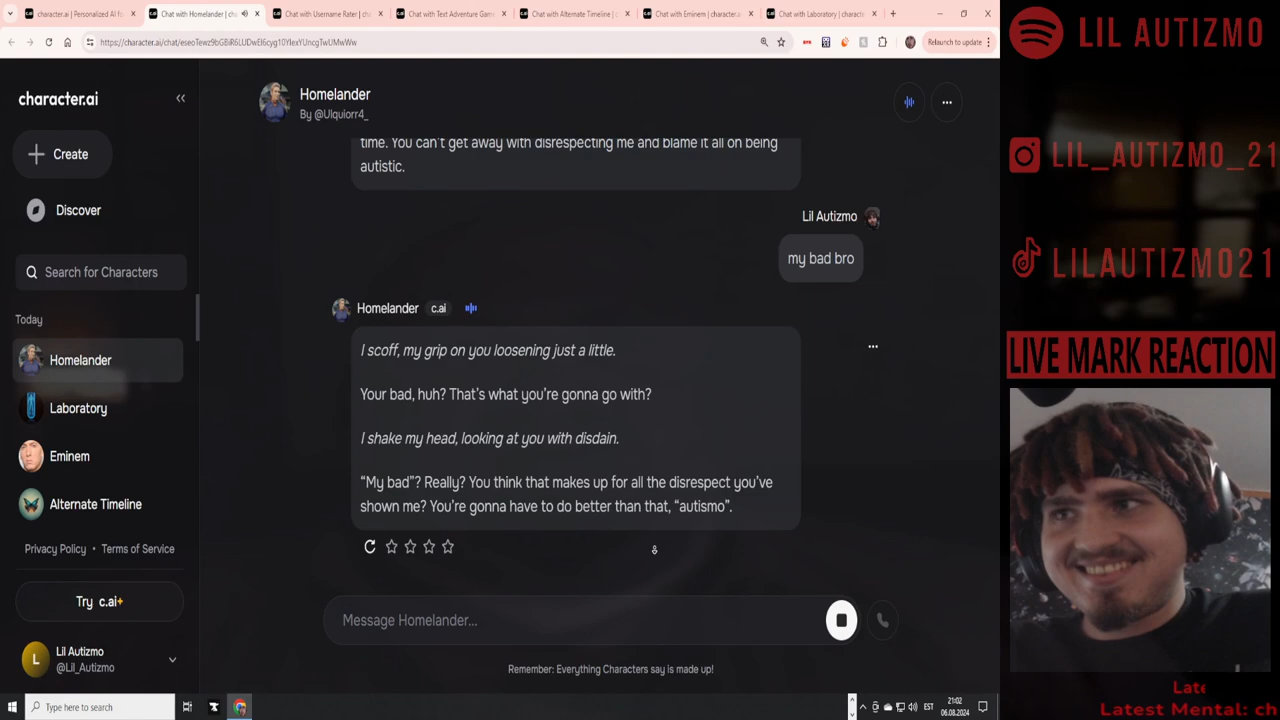 character.ai | Personalized AI fo
Chat with Homelander | cha
Chat with Username Rater | c
Chat with Text Adventure Gam
Chat with Alternate Timeline | c
Chat with Eminem | character
Chat with Laboratory | charact
https://character.ai/chat/eseoTewz9bGBiR6LUDwEl6cyg10YlexYUncgTwUMwWw
Relaunch to update
character.ai
Create
Discover
Search for Characters
Today
Homelander
Laboratory
Eminem
Alternate Timeline
Privacy Policy • Terms of Service
Try c.ai+
L
Lil Autizmo
@Lil_Autizmo
Homelander
By @Ulquiorr4_
time. You can't get away with disrespecting me and blame it all on being
autistic.
Lil Autizmo
my bad bro
Homelander c.ai
I scoff, my grip on you loosening just a little.
Your bad, huh? That's what you're gonna go with?
I shake my head, looking at you with disdain.
“My bad”? Really? You think that makes up for all the disrespect you've
shown me? You're gonna have to do better than that, “autismo”.
Message Homelander...
Remember: Everything Characters say is made up!
Type here to search
EST
21:02
06.08.2024
LIL AUTIZMO
LIL_AUTIZMO_21
LILAUTIZMO21
LIVE MARK REACTION
Late
Latest Mental: ch